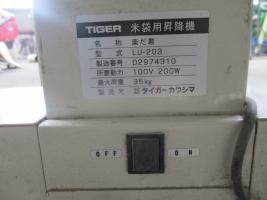 TIGER 米袋用昇降機
名 称 楽だ君
型 式 LU-203
製造番号 02974310
所要動力 100V 200W
最大荷重 35kg
製造元 タイガーカワシマ
OFF ON